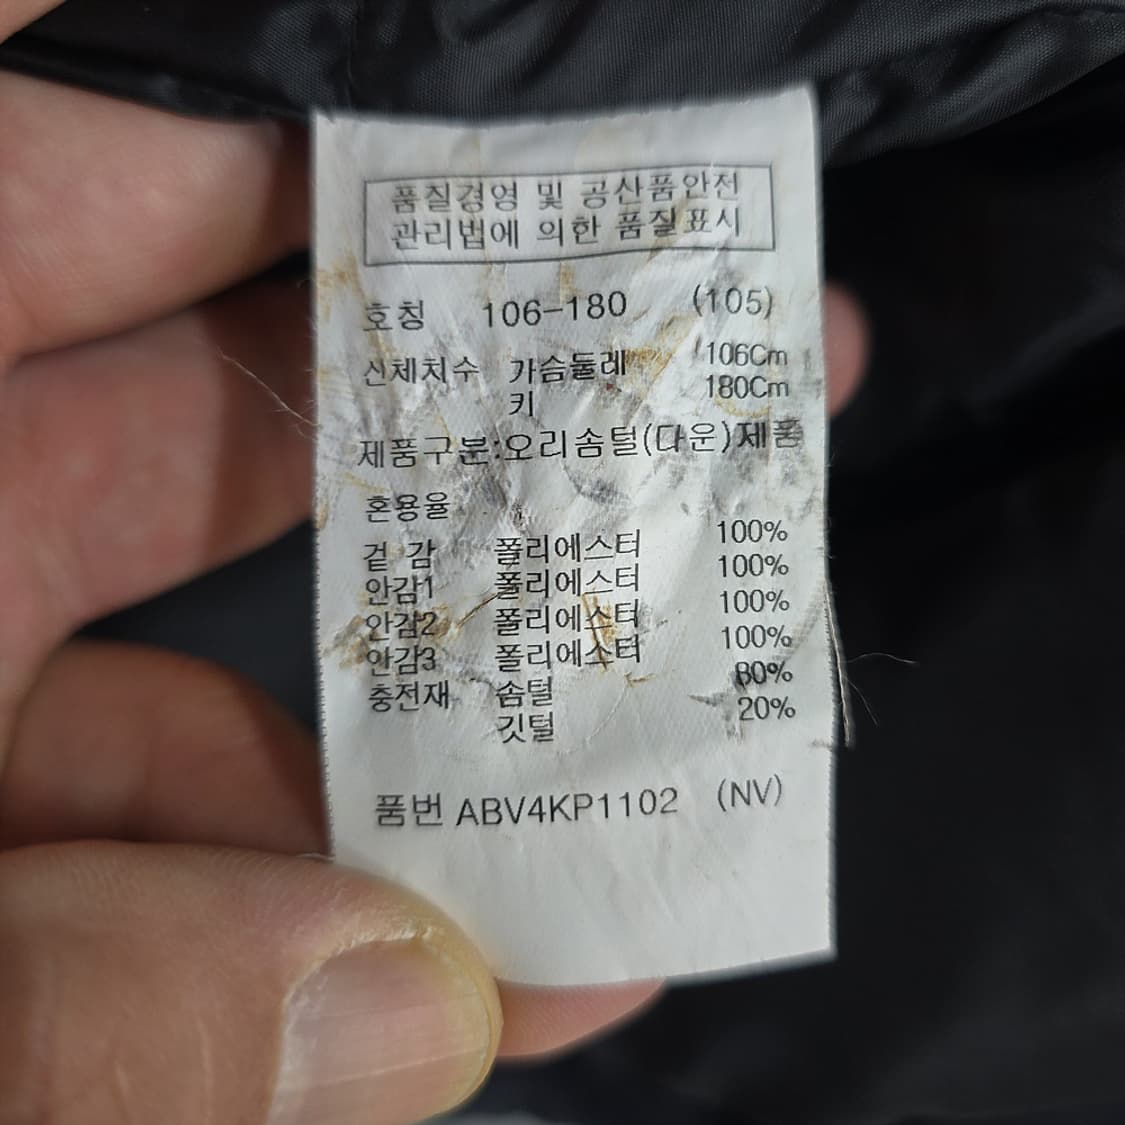 품질경영 및 공산품안전
관리법에 의한 품질표시
호칭 106-180 (105)
신체치수 가슴둘레 106Cm
키 180Cm
제품구분:오리솜털(다운)제품
혼용율
겉 감 폴리에스터 100%
안감1 폴리에스터 100%
안감2 폴리에스터 100%
안감3 폴리에스터 100%
충전재 솜털 80%
깃털 20%
품번 ABV4KP1102 (NV)